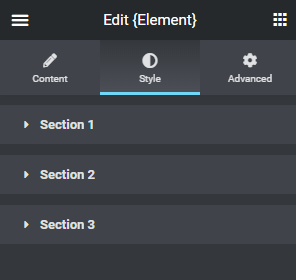 Edit {Element}
Content Style Advanced
Section 1
Section 2
Section 3